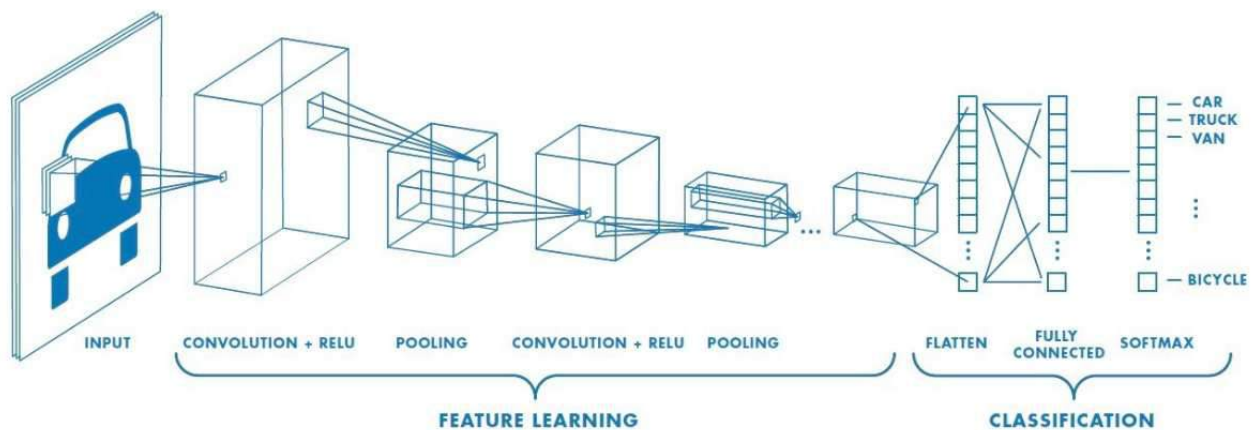 CAR
TRUCK
VAN
BICYCLE
INPUT
CONVOLUTION + RELU
POOLING
CONVOLUTION + RELU
POOLING
FLATTEN
FULLY
CONNECTED
SOFTMAX
FEATURE LEARNING
CLASSIFICATION